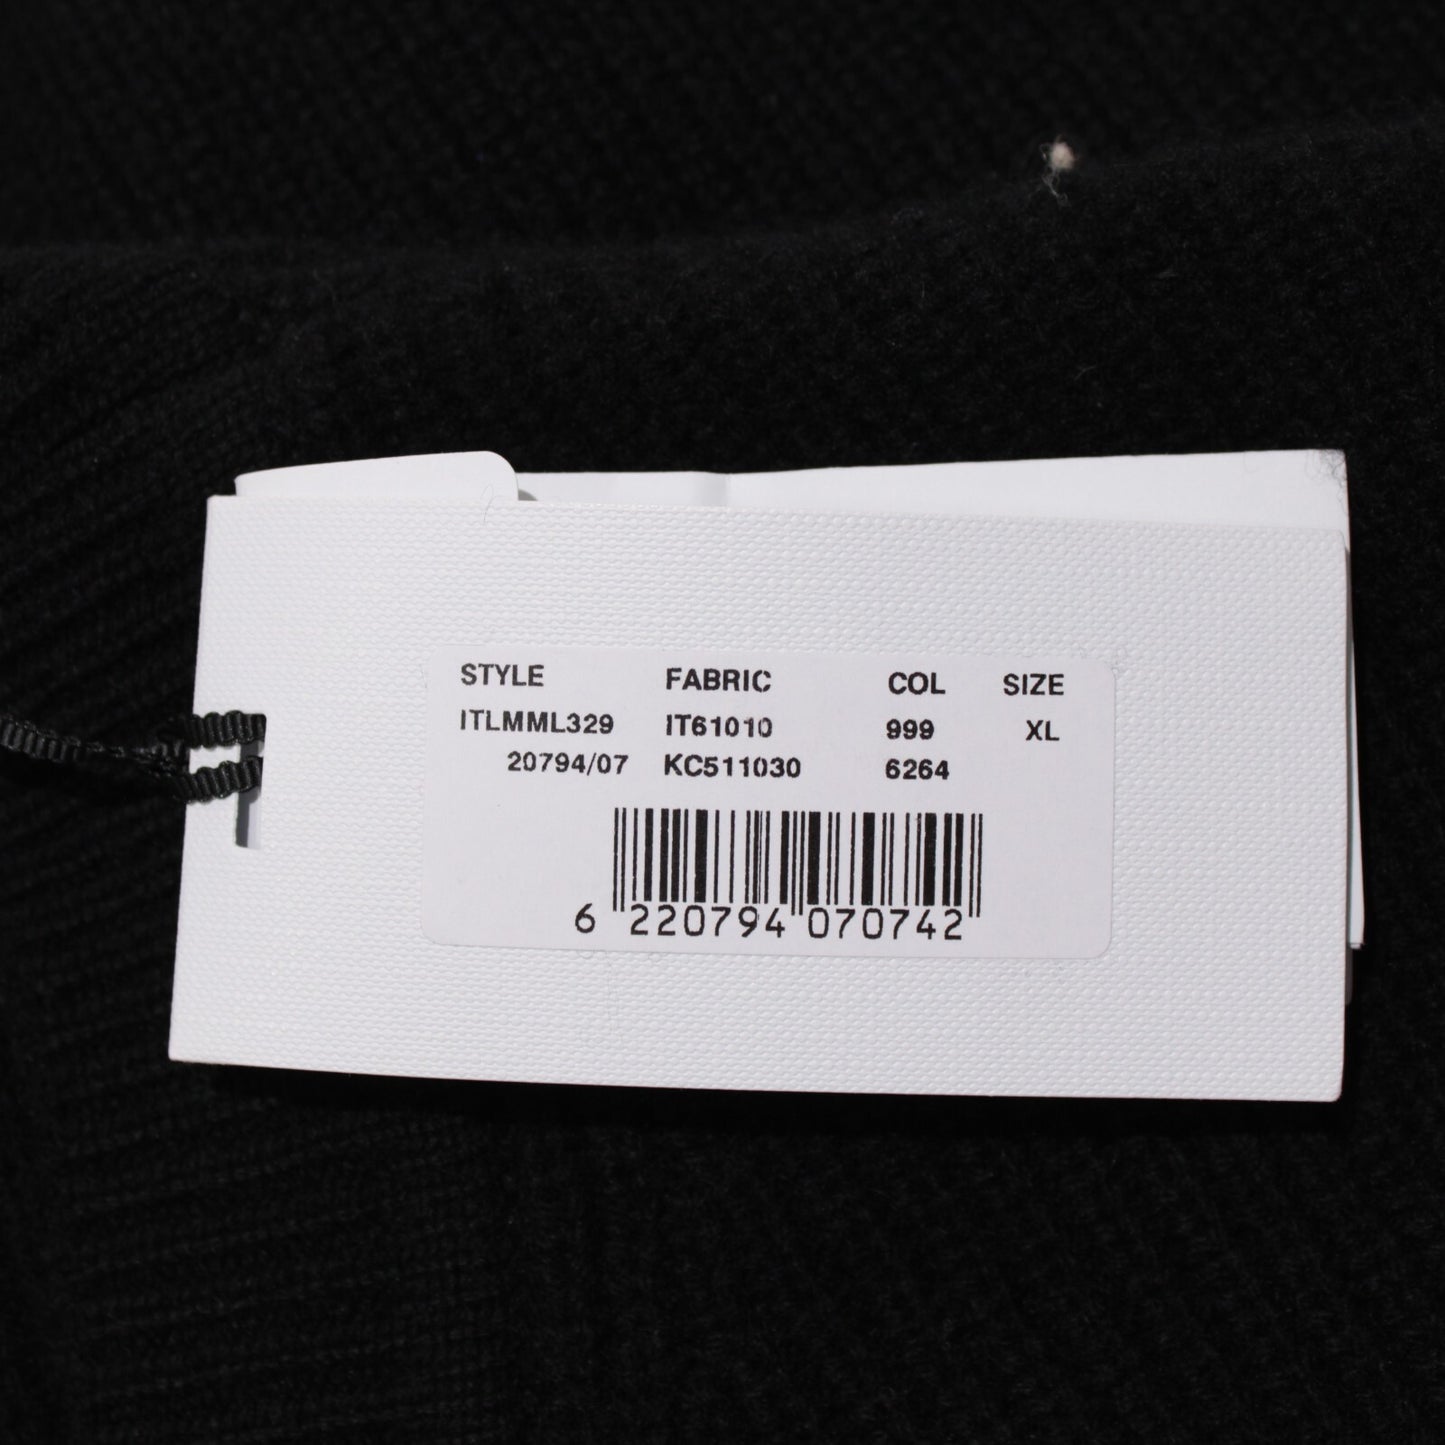 STYLE FABRIC COL SIZE
ITLMML329 IT61010 999 XL
20794/07 KC511030 6264
6 220794 070742